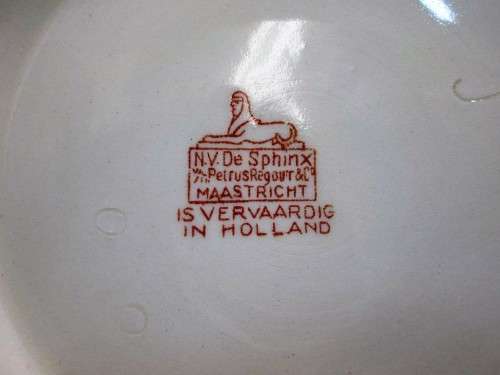 N.V. De Sphinx
v/h. Petrus Regout & Co
MAASTRICHT
IS VERVAARDIG
IN HOLLAND